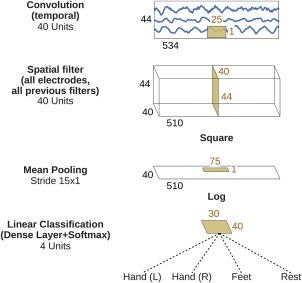 Convolution
(temporal)
40 Units
44
25
1
534
Spatial filter
(all electrodes,
all previous filters)
40 Units
40
44
44
40
510
Square
Mean Pooling
Stride 15x1
75
1
40
510
Log
Linear Classification
(Dense Layer+Softmax)
4 Units
30
40
Hand (L) Hand (R) Feet Rest